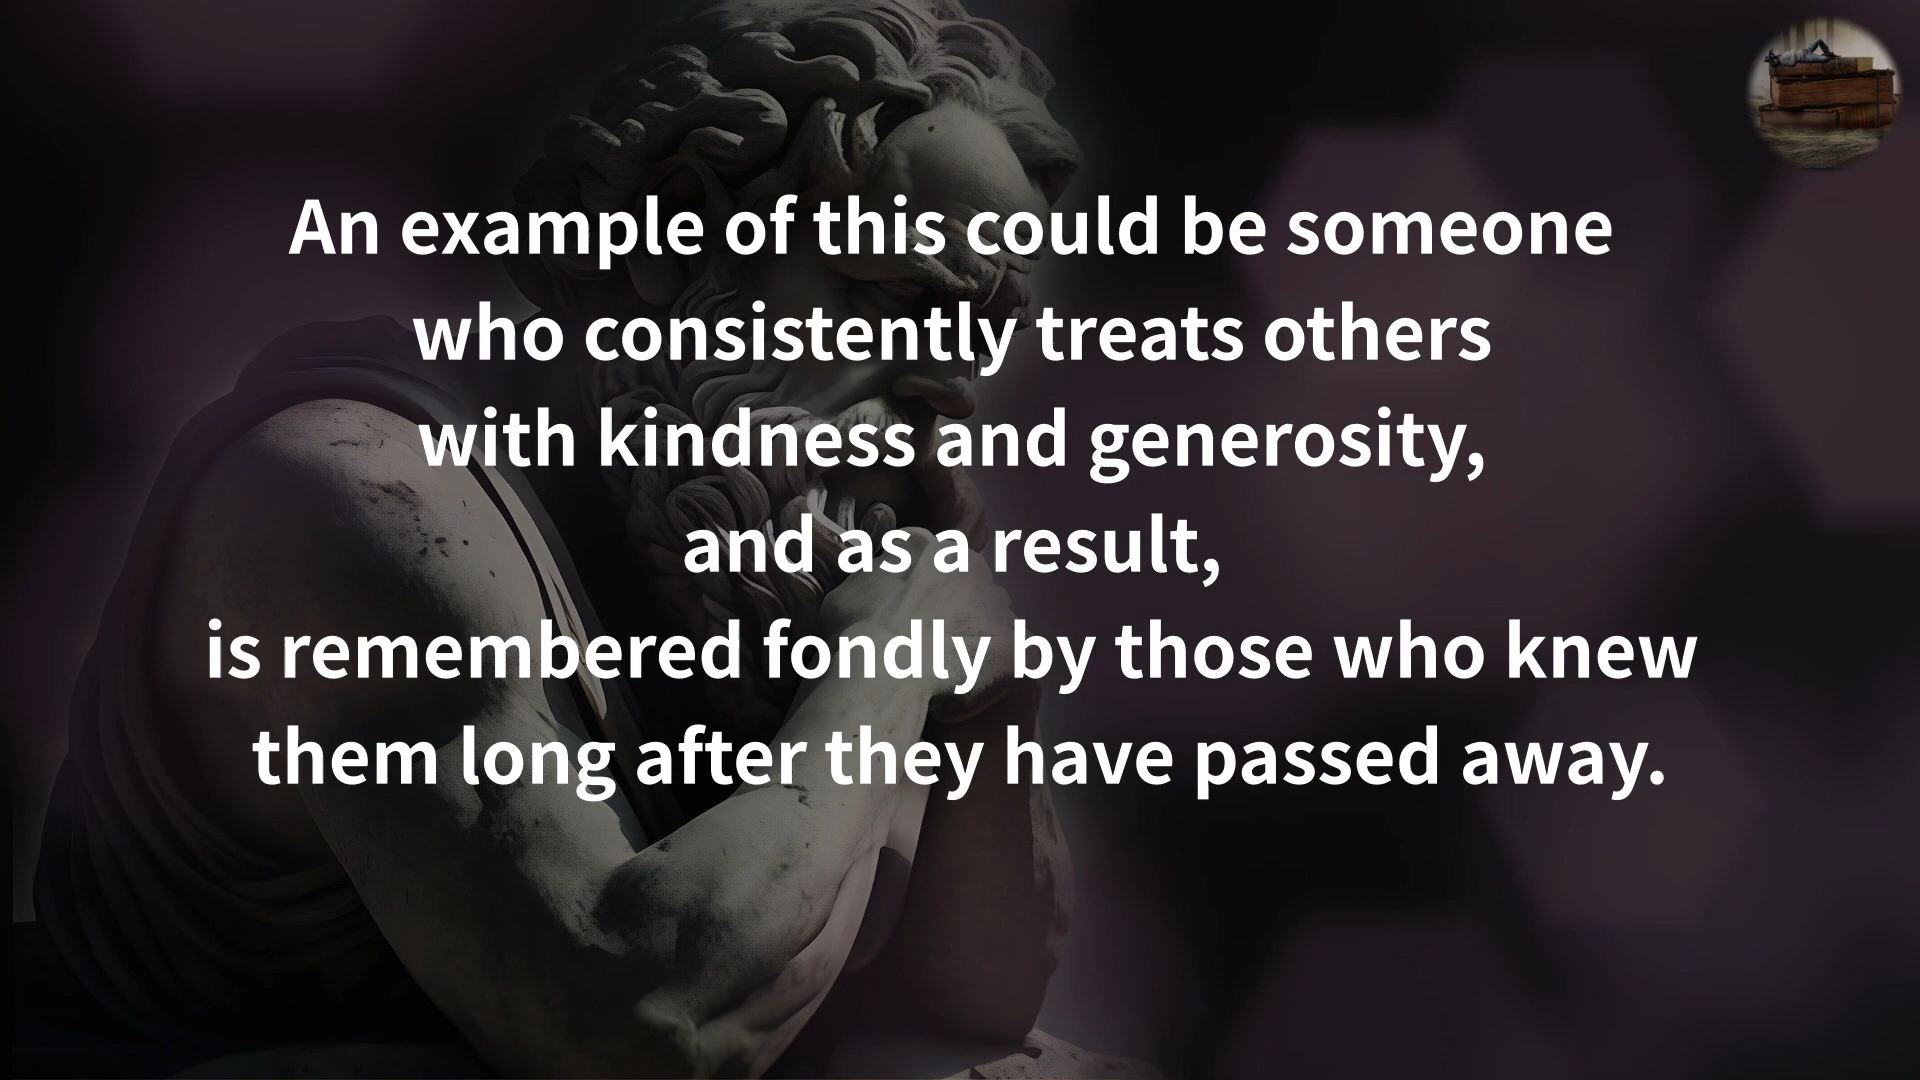 An example of this could be someone
who consistently treats others
with kindness and generosity,
and as a result,
is remembered fondly by those who knew
them long after they have passed away.